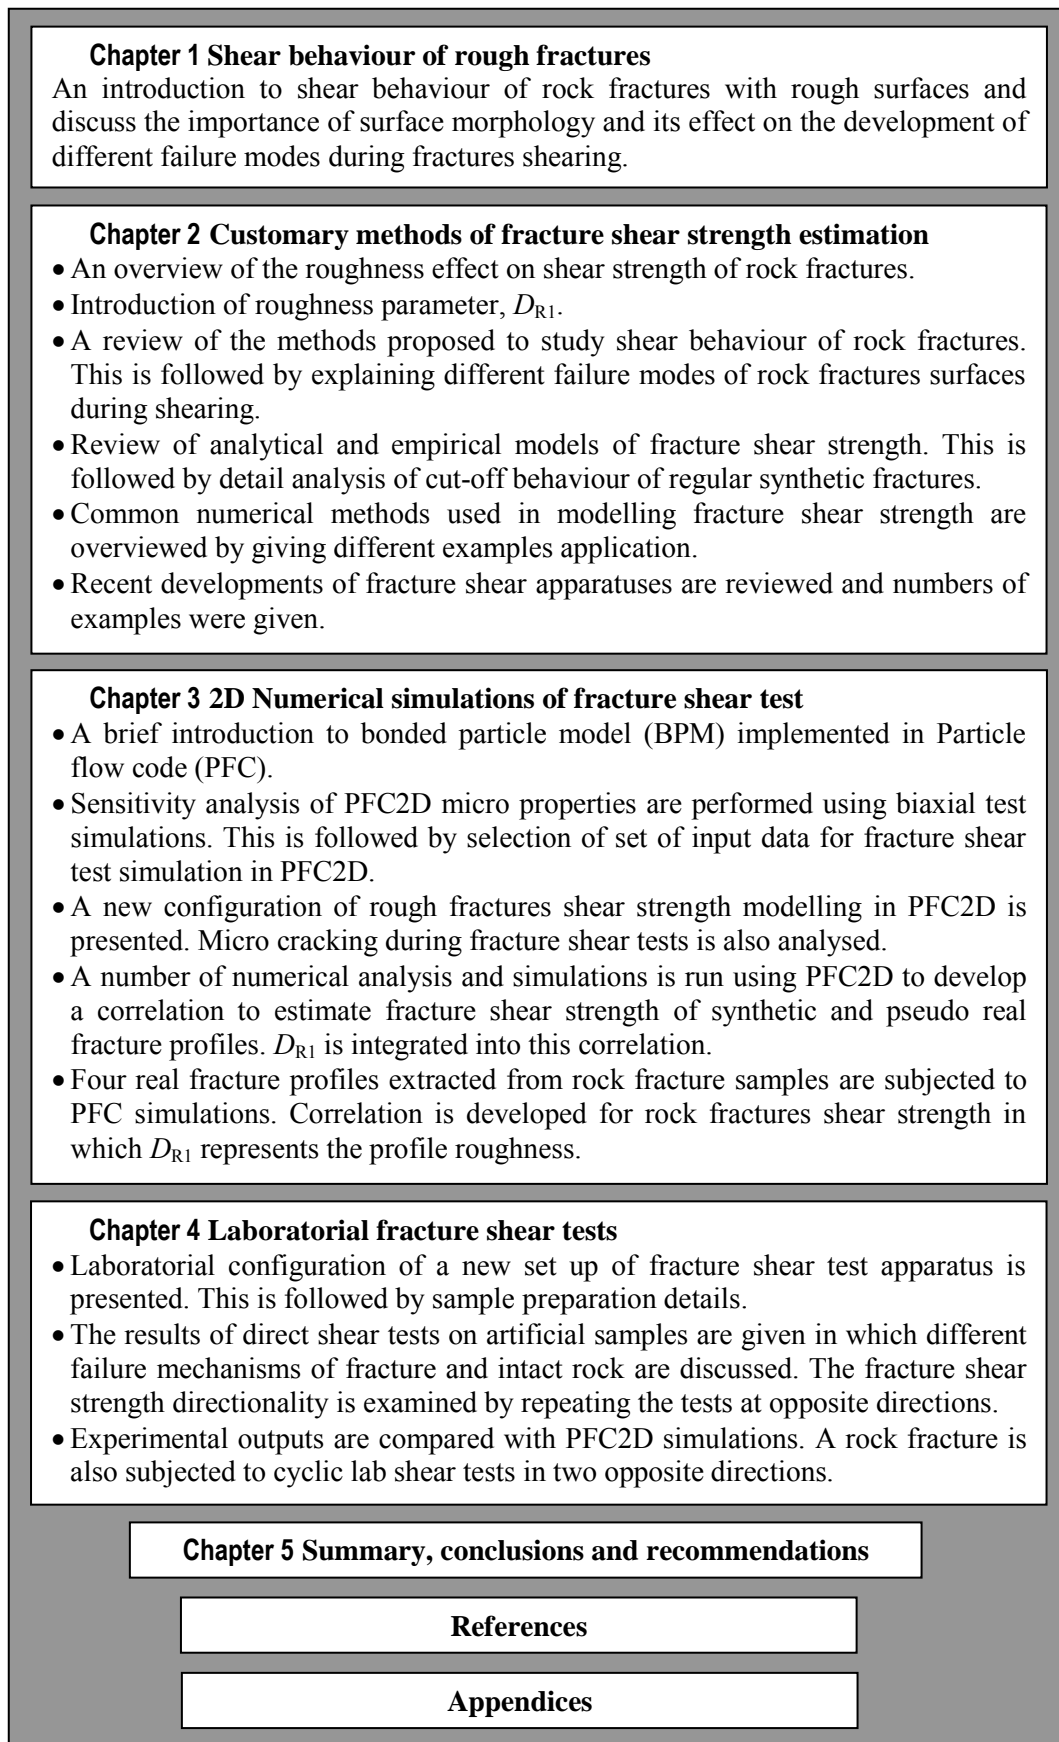 Chapter 1 Shear behaviour of rough fractures
An introduction to shear behaviour of rock fractures with rough surfaces and
discuss the importance of surface morphology and its effect on the development of
different failure modes during fractures shearing.
Chapter 2 Customary methods of fracture shear strength estimation
• An overview of the roughness effect on shear strength of rock fractures.
• Introduction of roughness parameter, D_R1.
• A review of the methods proposed to study shear behaviour of rock fractures.
This is followed by explaining different failure modes of rock fractures surfaces
during shearing.
• Review of analytical and empirical models of fracture shear strength. This is
followed by detail analysis of cut-off behaviour of regular synthetic fractures.
• Common numerical methods used in modelling fracture shear strength are
overviewed by giving different examples application.
• Recent developments of fracture shear apparatuses are reviewed and numbers of
examples were given.
Chapter 3 2D Numerical simulations of fracture shear test
• A brief introduction to bonded particle model (BPM) implemented in Particle
flow code (PFC).
• Sensitivity analysis of PFC2D micro properties are performed using biaxial test
simulations. This is followed by selection of set of input data for fracture shear
test simulation in PFC2D.
• A new configuration of rough fractures shear strength modelling in PFC2D is
presented. Micro cracking during fracture shear tests is also analysed.
• A number of numerical analysis and simulations is run using PFC2D to develop
a correlation to estimate fracture shear strength of synthetic and pseudo real
fracture profiles. D_R1 is integrated into this correlation.
• Four real fracture profiles extracted from rock fracture samples are subjected to
PFC simulations. Correlation is developed for rock fractures shear strength in
which D_R1 represents the profile roughness.
Chapter 4 Laboratorial fracture shear tests
• Laboratorial configuration of a new set up of fracture shear test apparatus is
presented. This is followed by sample preparation details.
• The results of direct shear tests on artificial samples are given in which different
failure mechanisms of fracture and intact rock are discussed. The fracture shear
strength directionality is examined by repeating the tests at opposite directions.
• Experimental outputs are compared with PFC2D simulations. A rock fracture is
also subjected to cyclic lab shear tests in two opposite directions.
Chapter 5 Summary, conclusions and recommendations
References
Appendices